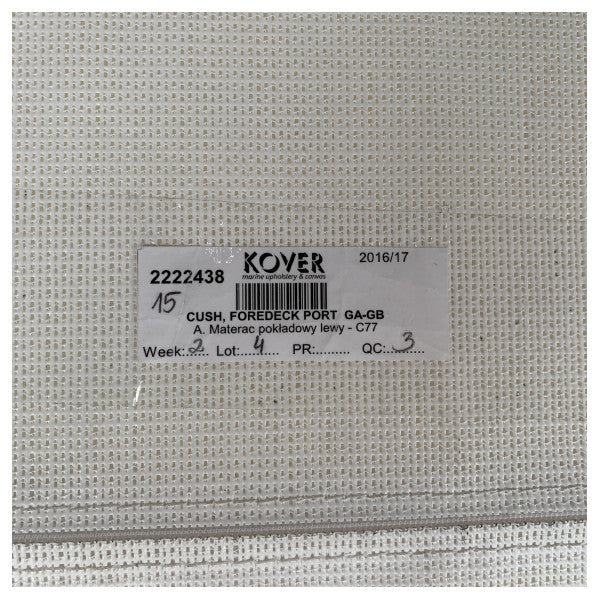 KOVER 2016/17
marine upholstery & canvas
2222438
15
CUSH, FOREDECK PORT GA-GB
A. Materac pokładowy lewy - C77
Week:..2... Lot:..4....... PR:......... QC:...3......